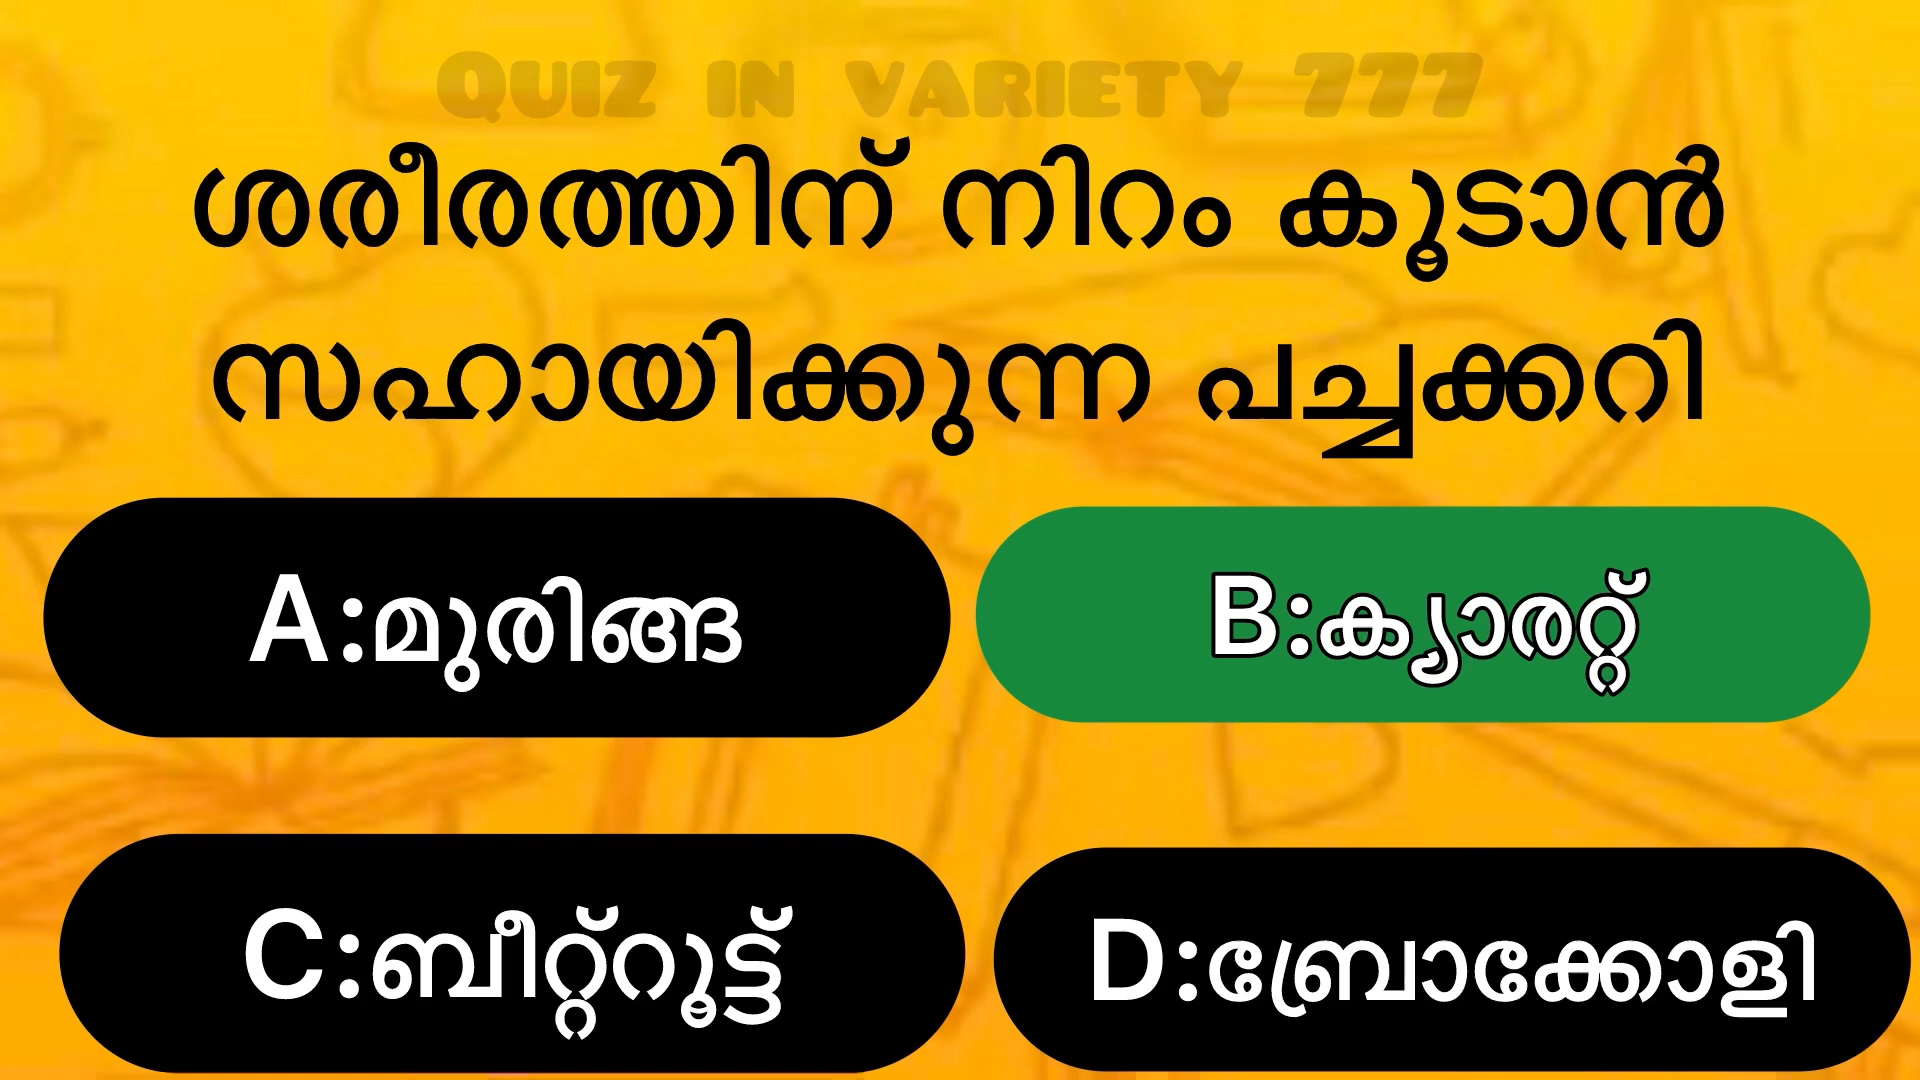 QUIZ IN VARIETY 777
ശരീരത്തിന് നിറം കൂടാൻ
സഹായിക്കുന്ന പച്ചക്കറി
A:മുരിങ്ങ
B:ക്യാരറ്റ്
C:ബീറ്റ്റൂട്ട്
D:ബ്രോക്കോളി